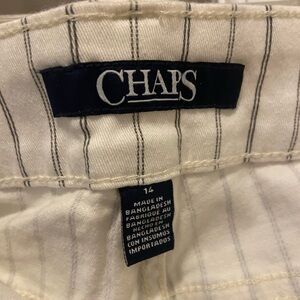 CHAPS
14
MADE IN
BANGLADESH
FABRIQUÉ AU
BANGLADESH
HECHO EN
BANGLADESH
CON INSUMOS
IMPORTADOS